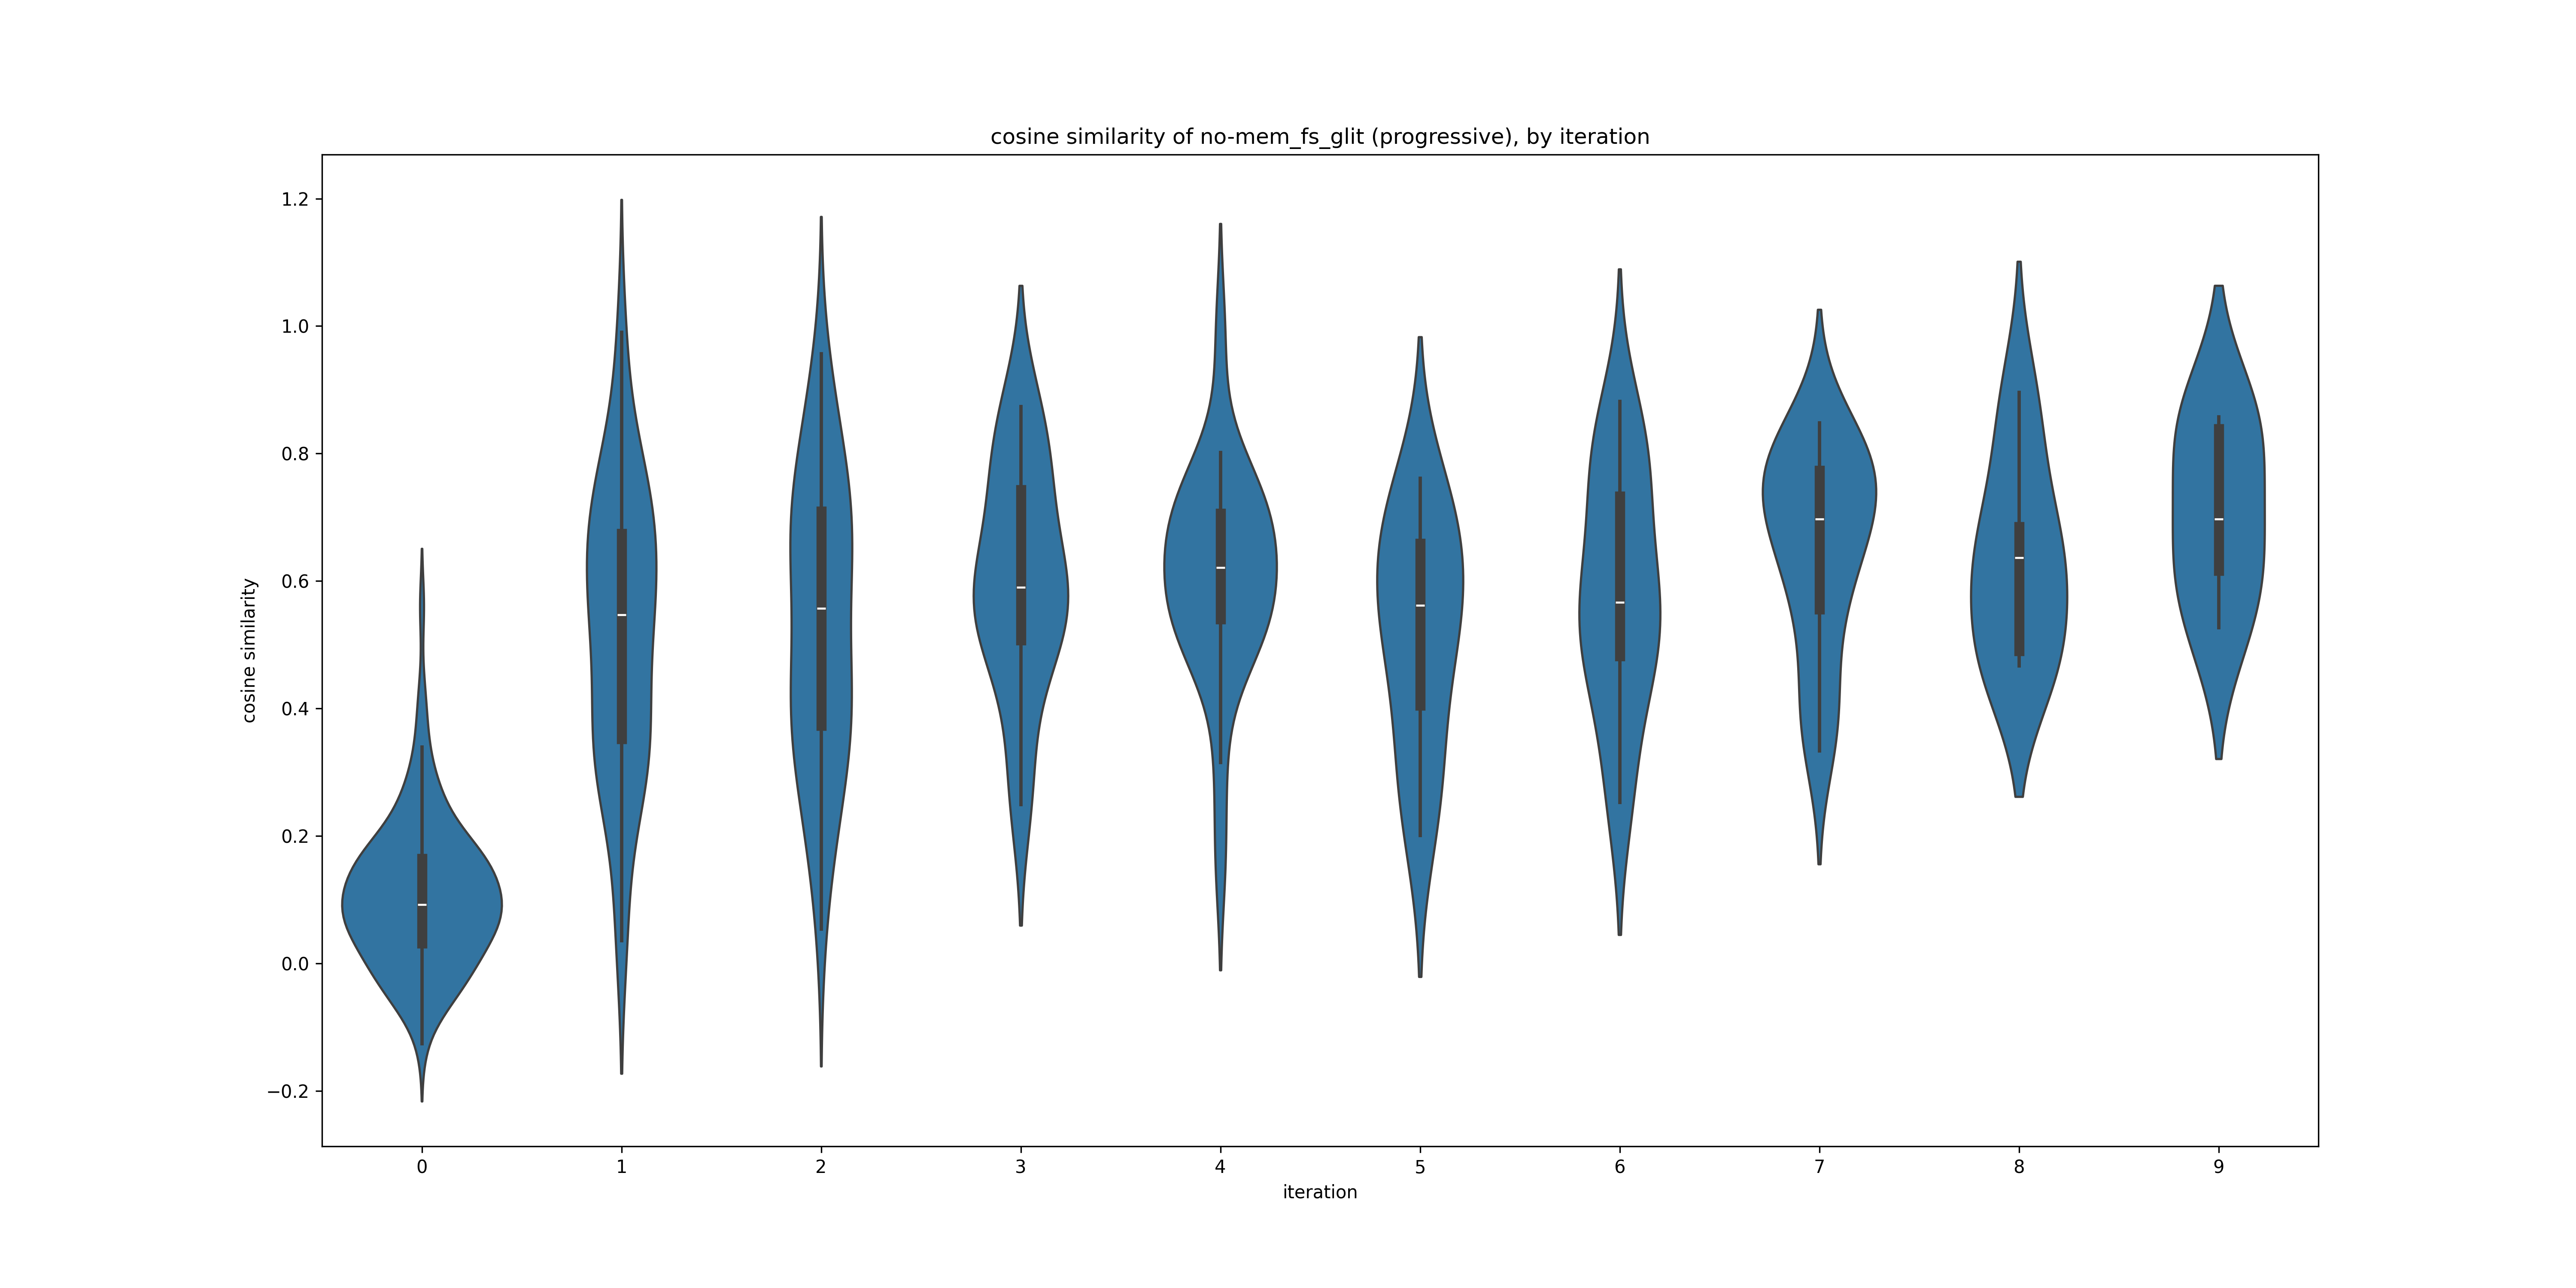 cosine similarity of no-mem_fs_glit (progressive), by iteration
cosine similarity
1.2
1.0
0.8
0.6
0.4
0.2
0.0
−0.2
0 1 2 3 4 5 6 7 8 9
iteration